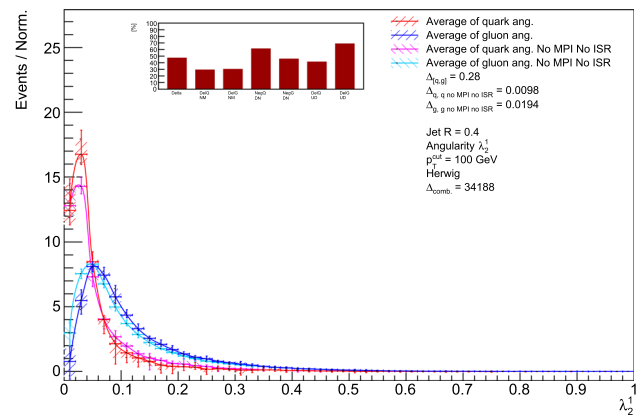 Events / Norm.
25
20
15
10
5
0
0
0.1
0.2
0.3
0.4
0.5
0.6
0.7
0.8
0.9
1
λ₂¹
[%]
100
90
80
70
60
50
40
30
20
10
0
Delta
DelQ NM
DelG NM
NegQ DN
NegG DN
DelQ UD
DelG UD
Average of quark ang.
Average of gluon ang.
Average of quark ang. No MPI No ISR
Average of gluon ang. No MPI No ISR
Δ[q,g] = 0.28
Δq, q no MPI no ISR = 0.0098
Δg, g no MPI no ISR = 0.0194
Jet R = 0.4
Angularity λ₂¹
pTcut = 100 GeV
Herwig
Δcomb. = 34188